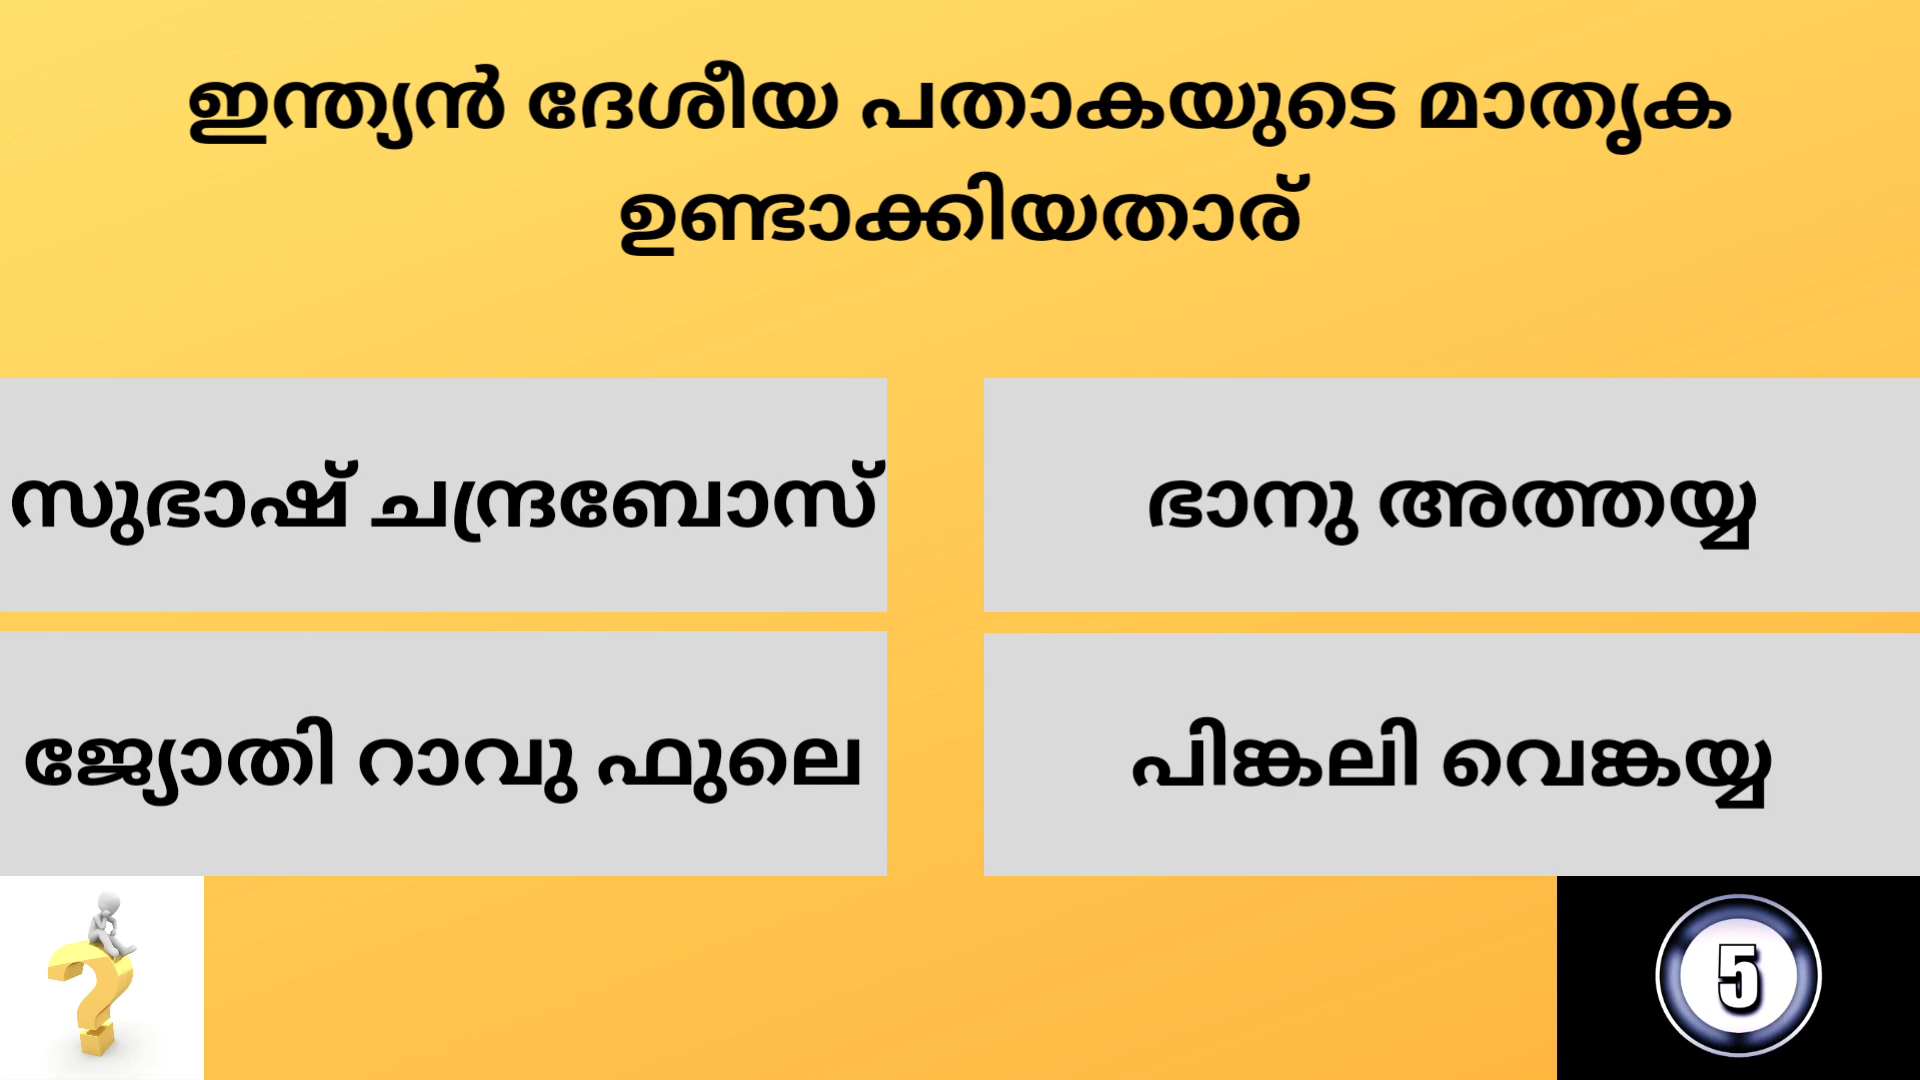 ഇന്ത്യൻ ദേശീയ പതാകയുടെ മാതൃക
ഉണ്ടാക്കിയതാര്
സുഭാഷ് ചന്ദ്രബോസ്
ഭാനു അത്തയ്യ
ജ്യോതി റാവു ഫുലെ
പിങ്കലി വെങ്കയ്യ
5